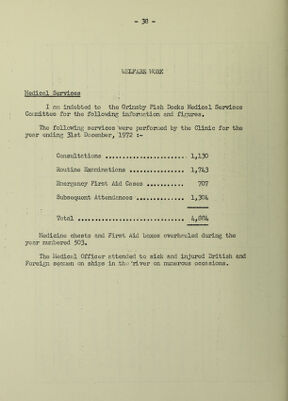 - 38 -
WELFARE WORK
Medical Services
I am indebted to the Grimsby Fish Docks Medical Services
Committee for the following information and figures.
The following services were performed by the Clinic for the
year ending 31st December, 1972 :-
Consultations ................ 1,130
Routine Examinations ............. 1,743
Emergency First Aid Cases .......... 707
Subsequent Attendances ............ 1,304
Total ..................... 4,884
Medicine chests and First Aid boxes overhauled during the
year numbered 503.
The Medical Officer attended to sick and injured British and
Foreign seamen on ships in the river on numerous occasions.